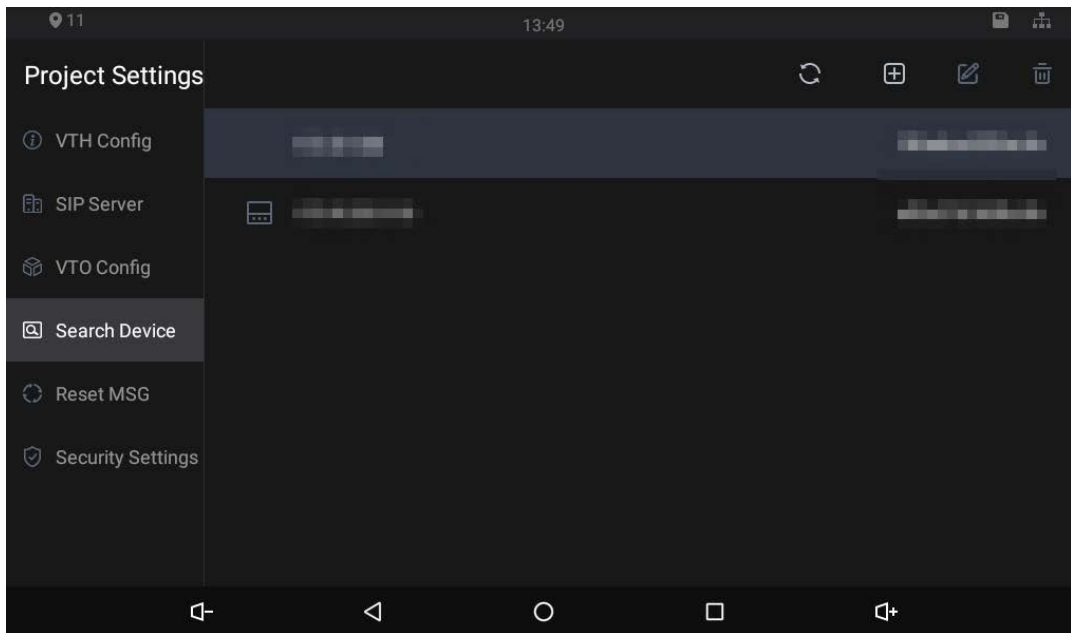 11
13:49
Project Settings
VTH Config
SIP Server
VTO Config
Search Device
Reset MSG
Security Settings